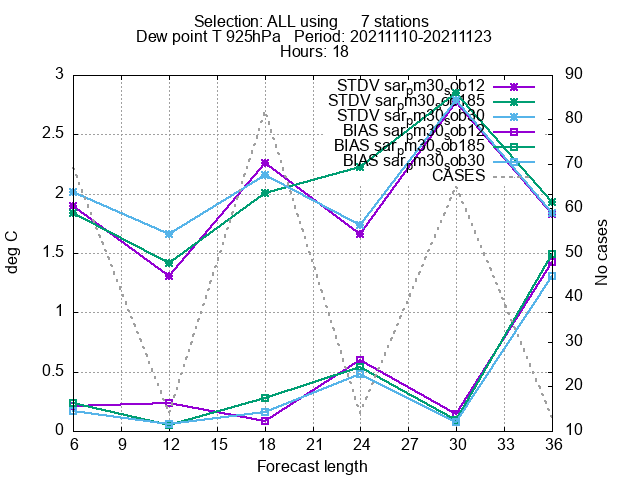 Selection: ALL using 7 stations
Dew point T 925hPa Period: 20211110-20211123
Hours: 18
STDV sar_pm30_sob12
STDV sar_pm30_sob185
STDV sar_pm30_sob30
BIAS sar_pm30_sob12
BIAS sar_pm30_sob185
BIAS sar_pm30_sob30
CASES
3
2.5
2
1.5
1
0.5
0
deg C
90
80
70
60
50
40
30
20
10
No cases
6 9 12 15 18 21 24 27 30 33 36
Forecast length